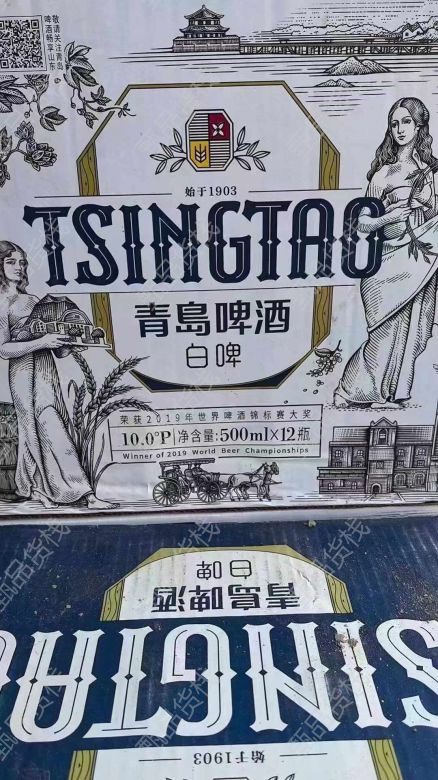 敬请关注青岛
啤酒畅享山东
始于1903
TSINGTAO
青島啤酒
白啤
荣获2019年世界啤酒锦标赛大奖
10.0°P 净含量:500ml×12瓶
Winner of 2019 World Beer Championships
白啤
青島啤酒
TSINGTAO
始于1903